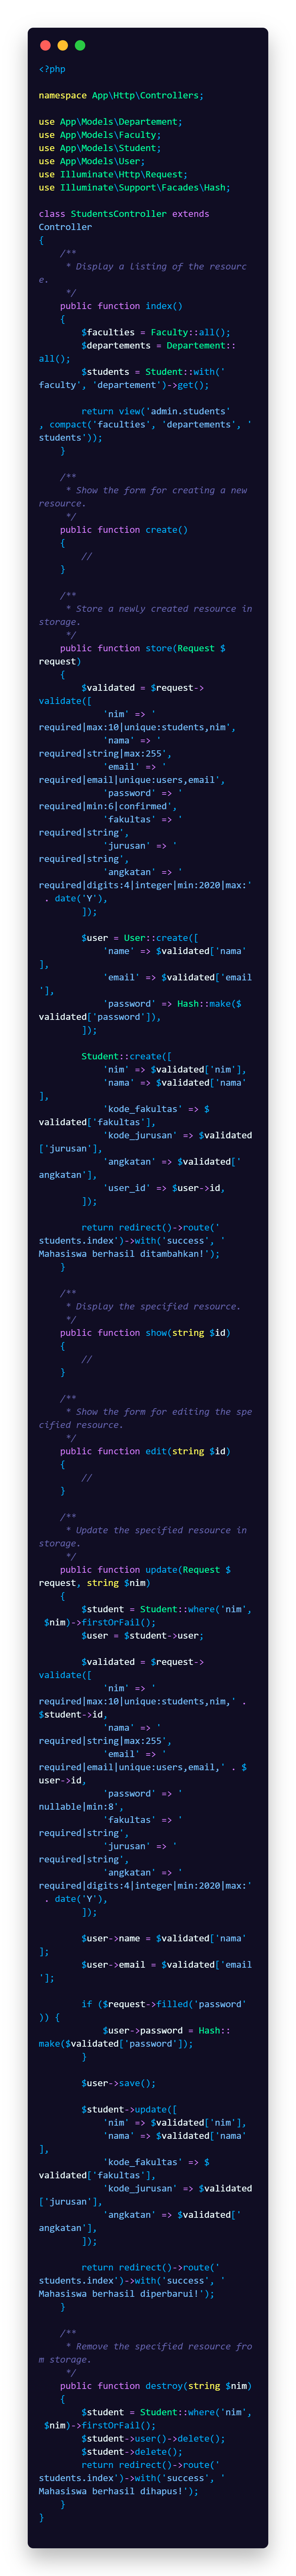 <?php

namespace App\Http\Controllers;

use App\Models\Departement;
use App\Models\Faculty;
use App\Models\Student;
use App\Models\User;
use Illuminate\Http\Request;
use Illuminate\Support\Facades\Hash;

class StudentsController extends
Controller
{
    /**
     * Display a listing of the resourc
e.
     */
    public function index()
    {
        $faculties = Faculty::all();
        $departements = Departement::
all();
        $students = Student::with('
faculty', 'departement')->get();

        return view('admin.students'
, compact('faculties', 'departements', '
students'));
    }

    /**
     * Show the form for creating a new
resource.
     */
    public function create()
    {
        //
    }

    /**
     * Store a newly created resource in
storage.
     */
    public function store(Request $
request)
    {
        $validated = $request->
validate([
            'nim' => '
required|max:10|unique:students,nim',
            'nama' => '
required|string|max:255',
            'email' => '
required|email|unique:users,email',
            'password' => '
required|min:6|confirmed',
            'fakultas' => '
required|string',
            'jurusan' => '
required|string',
            'angkatan' => '
required|digits:4|integer|min:2020|max:'
 . date('Y'),
        ]);

        $user = User::create([
            'name' => $validated['nama'
],
            'email' => $validated['email
'],
            'password' => Hash::make($
validated['password']),
        ]);

        Student::create([
            'nim' => $validated['nim'],
            'nama' => $validated['nama'
],
            'kode_fakultas' => $
validated['fakultas'],
            'kode_jurusan' => $validated
['jurusan'],
            'angkatan' => $validated['
angkatan'],
            'user_id' => $user->id,
        ]);

        return redirect()->route('
students.index')->with('success', '
Mahasiswa berhasil ditambahkan!');
    }

    /**
     * Display the specified resource.
     */
    public function show(string $id)
    {
        //
    }

    /**
     * Show the form for editing the spe
cified resource.
     */
    public function edit(string $id)
    {
        //
    }

    /**
     * Update the specified resource in
storage.
     */
    public function update(Request $
request, string $nim)
    {
        $student = Student::where('nim',
 $nim)->firstOrFail();
        $user = $student->user;

        $validated = $request->
validate([
            'nim' => '
required|max:10|unique:students,nim,' .
$student->id,
            'nama' => '
required|string|max:255',
            'email' => '
required|email|unique:users,email,' . $
user->id,
            'password' => '
nullable|min:8',
            'fakultas' => '
required|string',
            'jurusan' => '
required|string',
            'angkatan' => '
required|digits:4|integer|min:2020|max:'
 . date('Y'),
        ]);

        $user->name = $validated['nama'
];
        $user->email = $validated['email
'];

        if ($request->filled('password'
)) {
            $user->password = Hash::
make($validated['password']);
        }

        $user->save();

        $student->update([
            'nim' => $validated['nim'],
            'nama' => $validated['nama'
],
            'kode_fakultas' => $
validated['fakultas'],
            'kode_jurusan' => $validated
['jurusan'],
            'angkatan' => $validated['
angkatan'],
        ]);

        return redirect()->route('
students.index')->with('success', '
Mahasiswa berhasil diperbarui!');
    }

    /**
     * Remove the specified resource fro
m storage.
     */
    public function destroy(string $nim)
    {
        $student = Student::where('nim',
 $nim)->firstOrFail();
        $student->user()->delete();
        $student->delete();
        return redirect()->route('
students.index')->with('success', '
Mahasiswa berhasil dihapus!');
    }
}